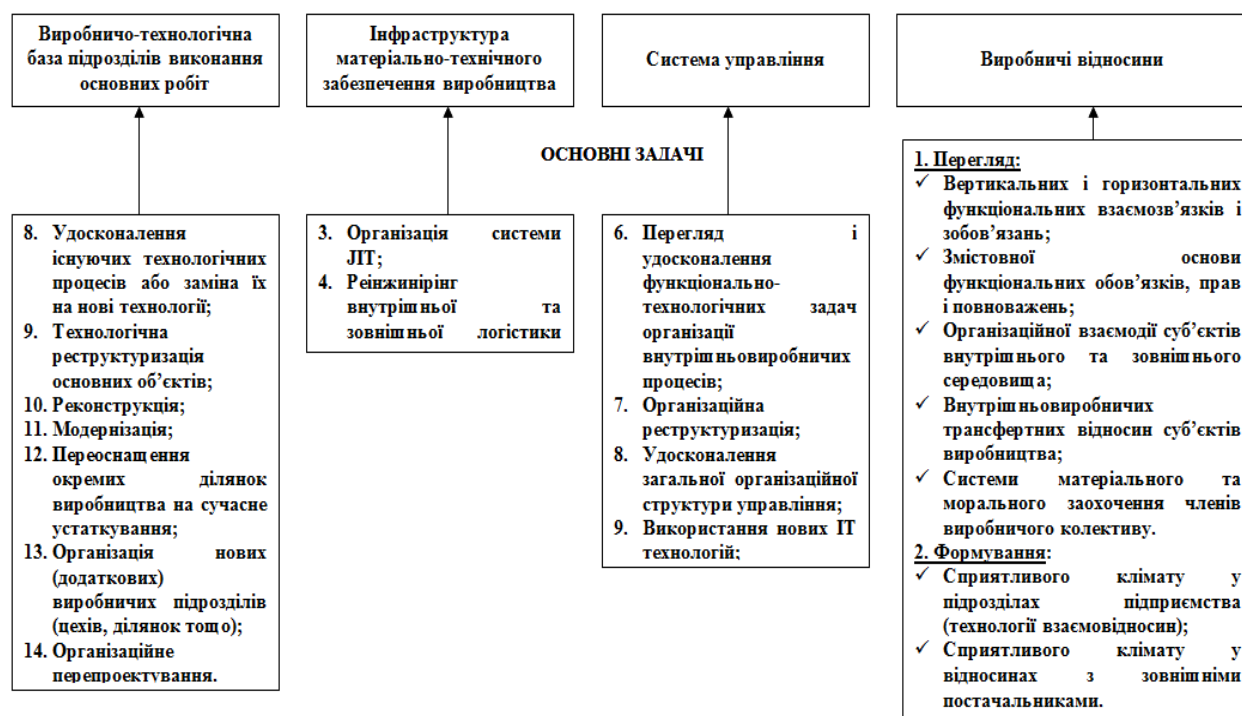 Виробничо-технологічна
база підрозділів виконання
основних робіт
Інфраструктура
матеріально-технічного
забезпечення виробництва
Система управління
Виробничі відносини
ОСНОВНІ ЗАДАЧІ
8. Удосконалення
існуючих технологічних
процесів або заміна їх
на нові технології;
9. Технологічна
реструктуризація
основних об’єктів;
10. Реконструкція;
11. Модернізація;
12. Переоснащення
окремих ділянок
виробництва на сучасне
устаткування;
13. Організація нових
(додаткових)
виробничих підрозділів
(цехів, ділянок тощо);
14. Організаційне
перепроектування.
3. Організація системи
JIT;
4. Реінжинірінг
внутрішньої та
зовнішньої логістики
6. Перегляд і
удосконалення
функціонально-
технологічних задач
організації
внутрішньовиробничих
процесів;
7. Організаційна
реструктуризація;
8. Удосконалення
загальної організаційної
структури управління;
9. Використання нових ІТ
технологій;
1. Перегляд:
✓ Вертикальних і горизонтальних
функціональних взаємозв’язків і
зобов’язань;
✓ Змістовної основи
функціональних обов’язків, прав
і повноважень;
✓ Організаційної взаємодії суб’єктів
внутрішнього та зовнішнього
середовища;
✓ Внутрішньовиробничих
трансфертних відносин суб’єктів
виробництва;
✓ Системи матеріального та
морального заохочення членів
виробничого колективу.
2. Формування:
✓ Сприятливого клімату у
підрозділах підприємства
(технології взаємовідносин);
✓ Сприятливого клімату у
відносинах з зовнішніми
постачальниками.